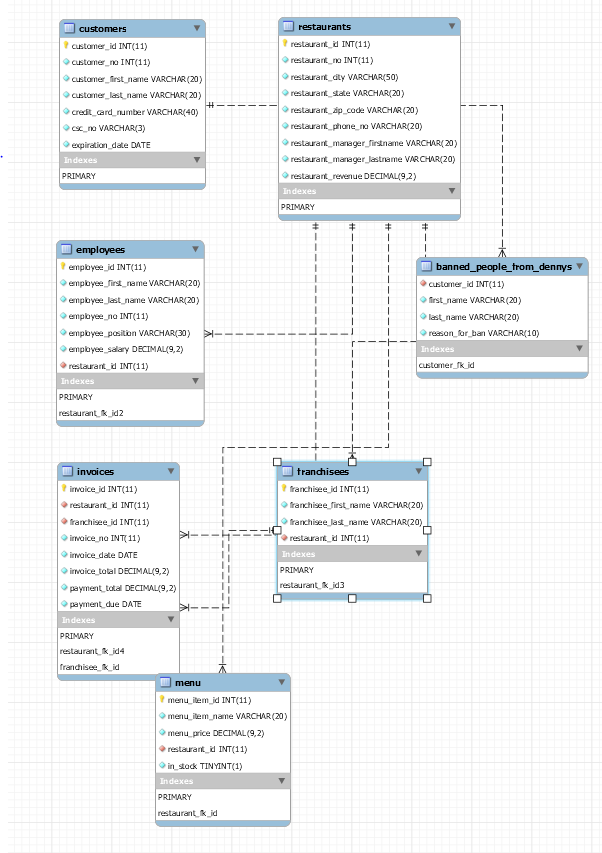 customers
customer_id INT(11)
customer_no INT(11)
customer_first_name VARCHAR(20)
customer_last_name VARCHAR(20)
credit_card_number VARCHAR(40)
csc_no VARCHAR(3)
expiration_date DATE
Indexes
PRIMARY
restaurants
restaurant_id INT(11)
restaurant_no INT(11)
restaurant_city VARCHAR(50)
restaurant_state VARCHAR(20)
restaurant_zip_code VARCHAR(20)
restaurant_phone_no VARCHAR(20)
restaurant_manager_firstname VARCHAR(20)
restaurant_manager_lastname VARCHAR(20)
restaurant_revenue DECIMAL(9,2)
Indexes
PRIMARY
employees
employee_id INT(11)
employee_first_name VARCHAR(20)
employee_last_name VARCHAR(20)
employee_no INT(11)
employee_position VARCHAR(30)
employee_salary DECIMAL(9,2)
restaurant_id INT(11)
Indexes
PRIMARY
restaurant_fk_id2
banned_people_from_dennys
customer_id INT(11)
first_name VARCHAR(20)
last_name VARCHAR(20)
reason_for_ban VARCHAR(10)
Indexes
customer_fk_id
invoices
invoice_id INT(11)
restaurant_id INT(11)
franchisee_id INT(11)
invoice_no INT(11)
invoice_date DATE
invoice_total DECIMAL(9,2)
payment_total DECIMAL(9,2)
payment_due DATE
Indexes
PRIMARY
restaurant_fk_id4
franchisee_fk_id
franchisees
franchisee_id INT(11)
franchisee_first_name VARCHAR(20)
franchisee_last_name VARCHAR(20)
restaurant_id INT(11)
Indexes
PRIMARY
restaurant_fk_id3
menu
menu_item_id INT(11)
menu_item_name VARCHAR(20)
menu_price DECIMAL(9,2)
restaurant_id INT(11)
in_stock TINYINT(1)
Indexes
PRIMARY
restaurant_fk_id